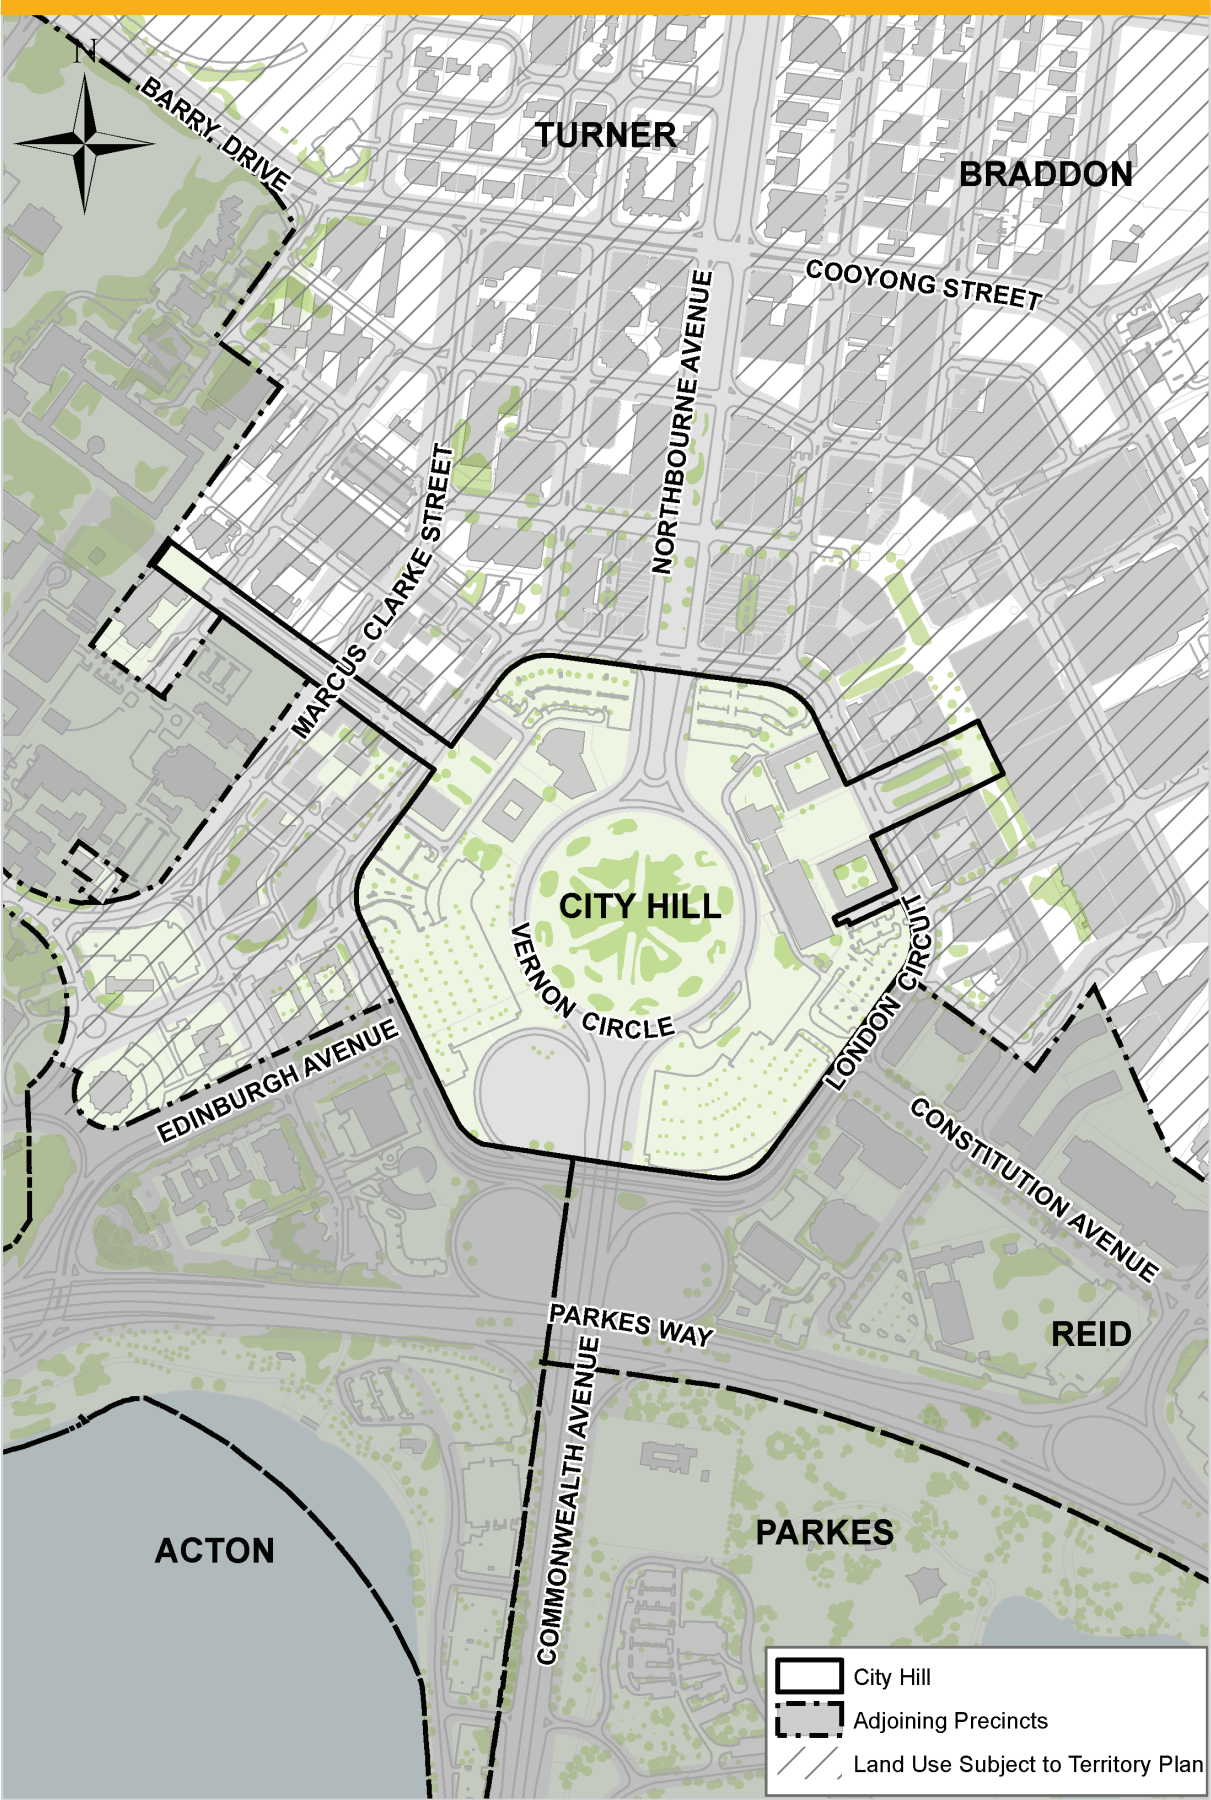 N
BARRY DRIVE
TURNER
BRADDON
COOYONG STREET
NORTHBOURNE AVENUE
MARCUS CLARKE STREET
CITY HILL
VERNON CIRCLE
LONDON CIRCUIT
EDINBURGH AVENUE
CONSTITUTION AVENUE
PARKES WAY
REID
COMMONWEALTH AVENUE
PARKES
ACTON
City Hill
Adjoining Precincts
Land Use Subject to Territory Plan